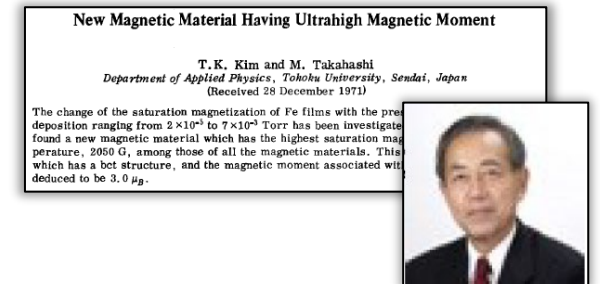 New Magnetic Material Having Ultrahigh Magnetic Moment
T.K. Kim and M. Takahashi
Department of Applied Physics, Tohoku University, Sendai, Japan
(Received 28 December 1971)
The change of the saturation magnetization of Fe films with the
deposition ranging from 2×10⁻⁵ to 7×10⁻³ Torr has been
found a new magnetic material which has the highest saturation
perature, 2050 G, among those of all the magnetic materials. This
which has a bct structure, and the magnetic moment associated
deduced to be 3.0 μB.